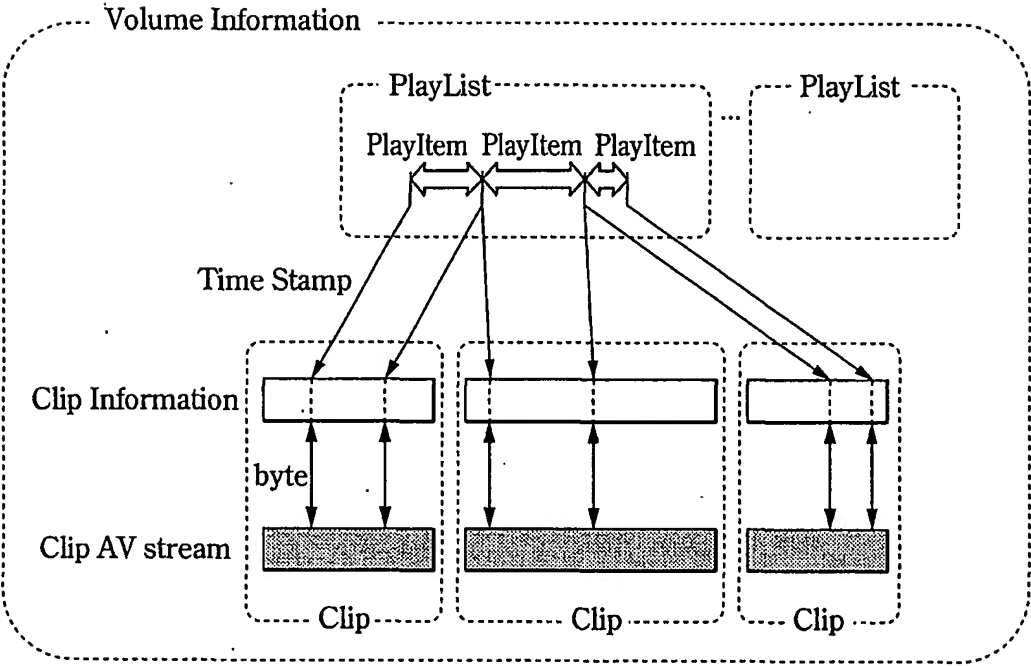 Volume Information
PlayList
...
PlayList
PlayItem PlayItem PlayItem
Time Stamp
Clip Information
byte
Clip AV stream
Clip
Clip
Clip